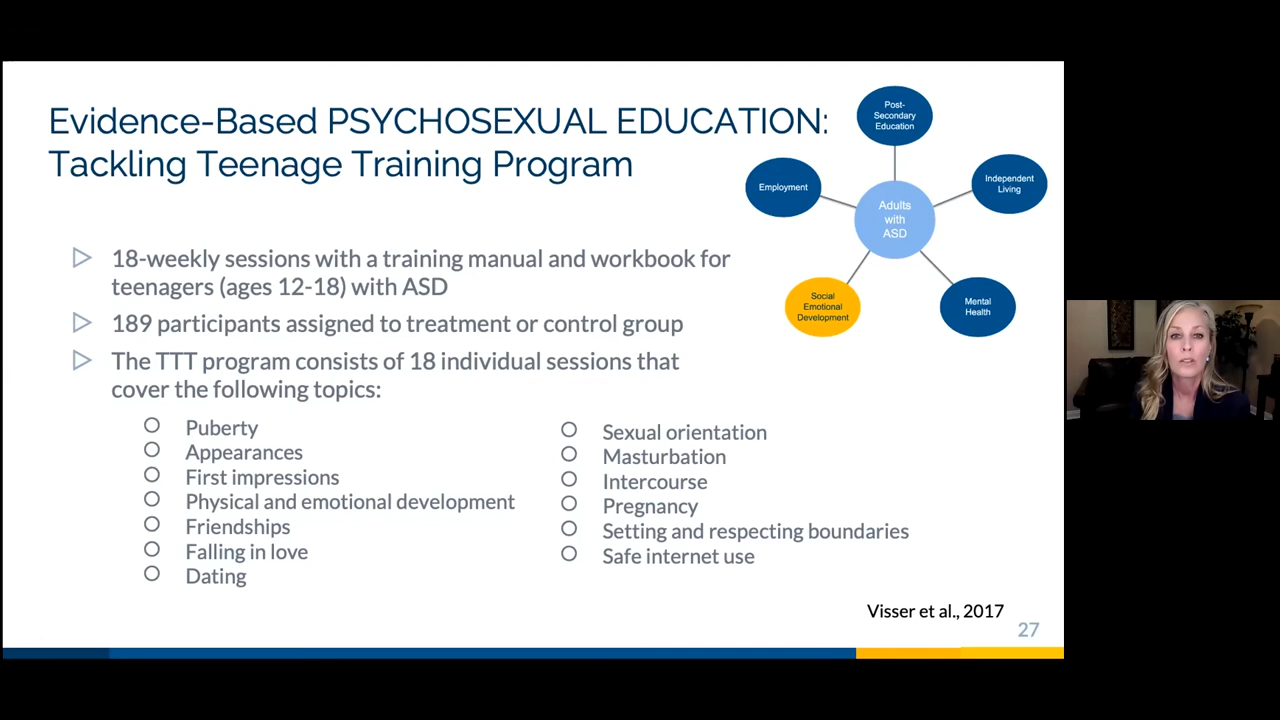 Evidence-Based PSYCHOSEXUAL EDUCATION:
Tackling Teenage Training Program
Post-
Secondary
Education
Employment
Independent
Living
Adults
with
ASD
Social
Emotional
Development
Mental
Health
18-weekly sessions with a training manual and workbook for
teenagers (ages 12-18) with ASD
189 participants assigned to treatment or control group
The TTT program consists of 18 individual sessions that
cover the following topics:
Puberty
Appearances
First impressions
Physical and emotional development
Friendships
Falling in love
Dating
Sexual orientation
Masturbation
Intercourse
Pregnancy
Setting and respecting boundaries
Safe internet use
Visser et al., 2017
27